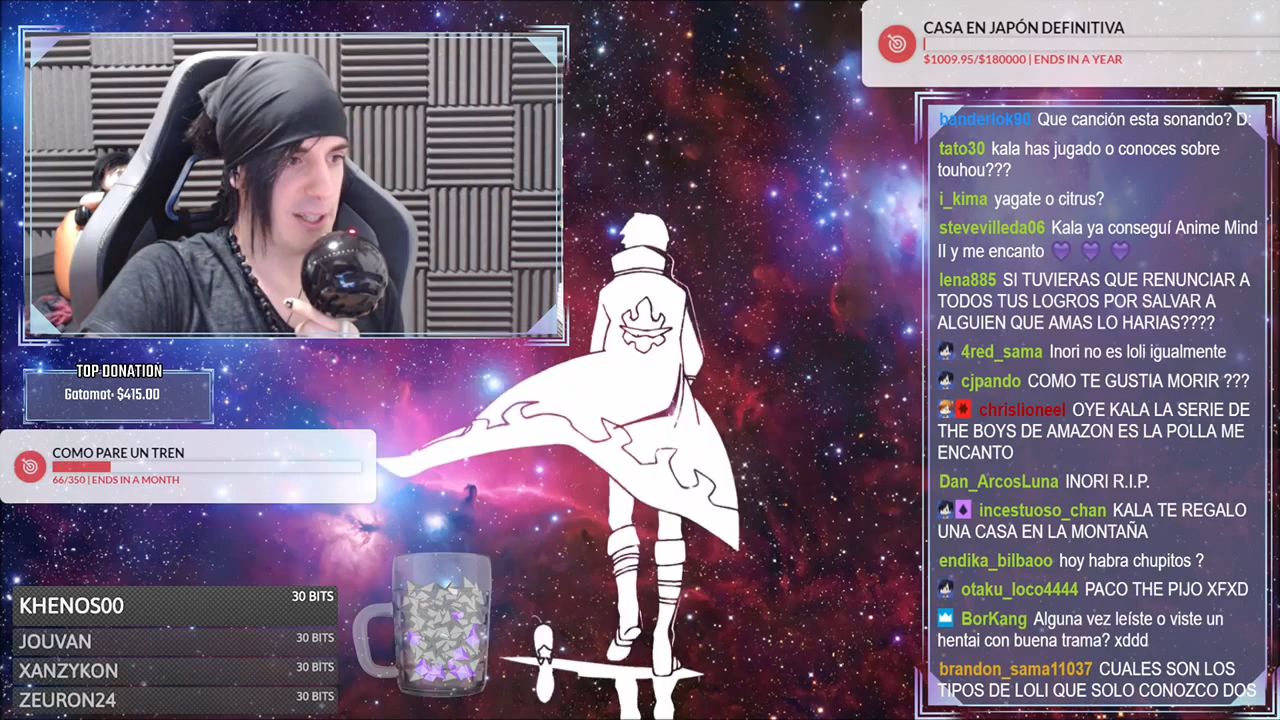 CASA EN JAPÓN DEFINITIVA
$1009.95/$180000 | ENDS IN A YEAR
banderlok90 Que canción esta sonando? D:
tato30 kala has jugado o conoces sobre
touhou???
i_kima yagate o citrus?
stevevilleda06 Kala ya conseguí Anime Mind
II y me encanto
lena885 SI TUVIERAS QUE RENUNCIAR A
TODOS TUS LOGROS POR SALVAR A
ALGUIEN QUE AMAS LO HARIAS????
4red_sama Inori no es loli igualmente
cjpando COMO TE GUSTIA MORIR ???
chrislioneel OYE KALA LA SERIE DE
THE BOYS DE AMAZON ES LA POLLA ME
ENCANTO
Dan_ArcosLuna INORI R.I.P.
incestuoso_chan KALA TE REGALO
UNA CASA EN LA MONTAÑA
endika_bilbaoo hoy habra chupitos ?
otaku_loco4444 PACO THE PIJO XFXD
BorKang Alguna vez leíste o viste un
hentai con buena trama? xddd
brandon_sama11037 CUALES SON LOS
TIPOS DE LOLI QUE SOLO CONOZCO DOS
TOP DONATION
Gatamot: $415.00
COMO PARE UN TREN
66/350 | ENDS IN A MONTH
KHENOS00 30 BITS
JOUVAN 30 BITS
XANZYKON 30 BITS
ZEURON24 30 BITS